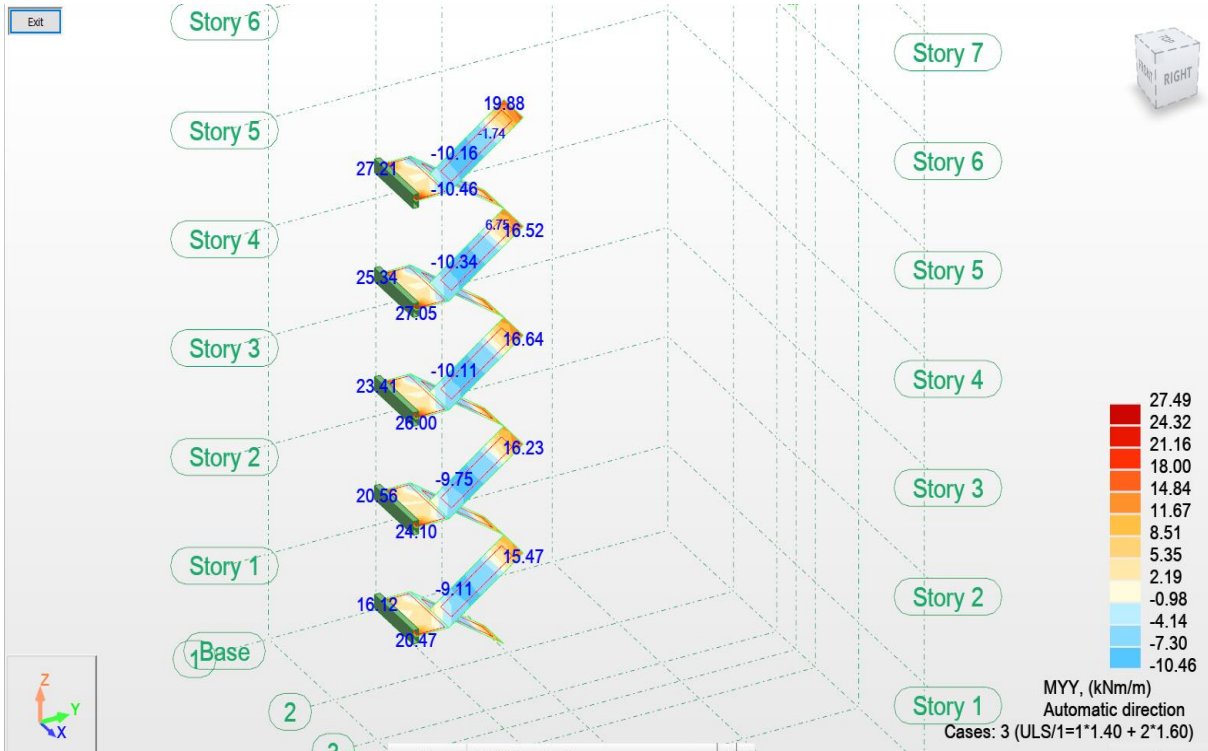 Exit
Story 6
Story 7
TOP
FRONT
RIGHT
19.88
Story 5
-1.74
-10.16
Story 6
27.21
-10.46
Story 4
6.75
16.52
-10.34
Story 5
25.34
27.05
Story 3
16.64
-10.11
Story 4
23.41
26.00
27.49
24.32
21.16
18.00
14.84
11.67
8.51
5.35
2.19
-0.98
-4.14
-7.30
-10.46
Story 2
16.23
-9.75
Story 3
20.56
24.10
Story 1
15.47
-9.11
Story 2
16.12
20.47
1
Base
MYY, (kNm/m)
Automatic direction
Cases: 3 (ULS/1=1*1.40 + 2*1.60)
Story 1
2
Z
Y
X